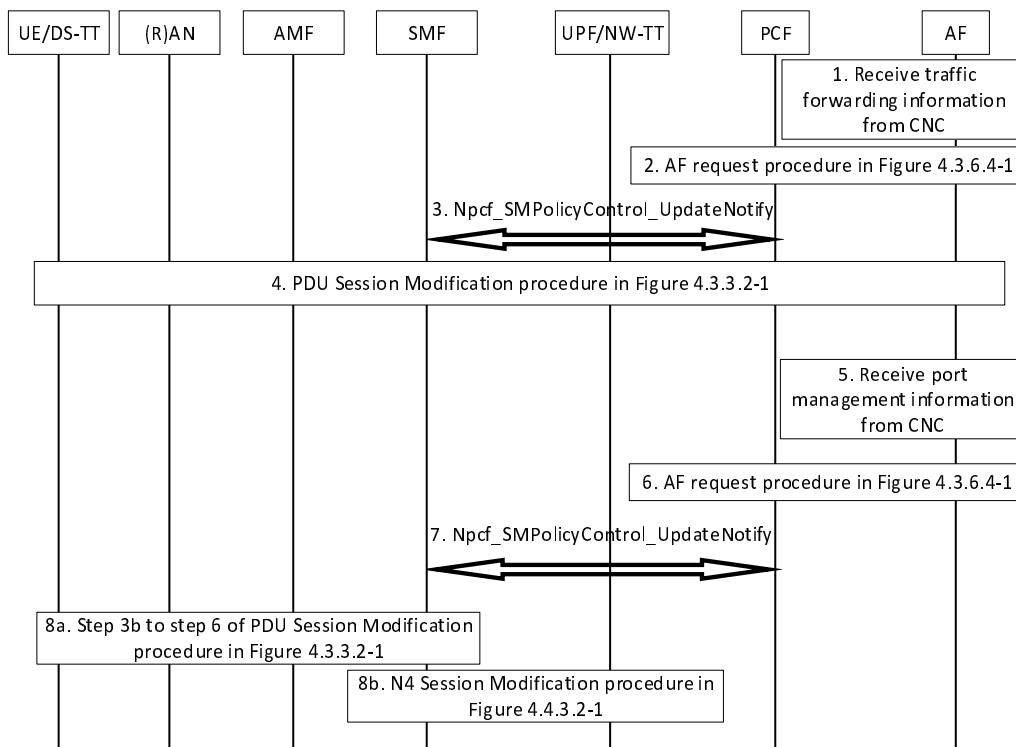 UE/DS-TT
(R)AN
AMF
SMF
UPF/NW-TT
PCF
AF
1. Receive traffic
forwarding information
from CNC
2. AF request procedure in Figure 4.3.6.4-1
3. Npcf_SMPolicyControl_UpdateNotify
4. PDU Session Modification procedure in Figure 4.3.3.2-1
5. Receive port
management information
from CNC
6. AF request procedure in Figure 4.3.6.4-1
7. Npcf_SMPolicyControl_UpdateNotify
8a. Step 3b to step 6 of PDU Session Modification
procedure in Figure 4.3.3.2-1
8b. N4 Session Modification procedure in
Figure 4.4.3.2-1